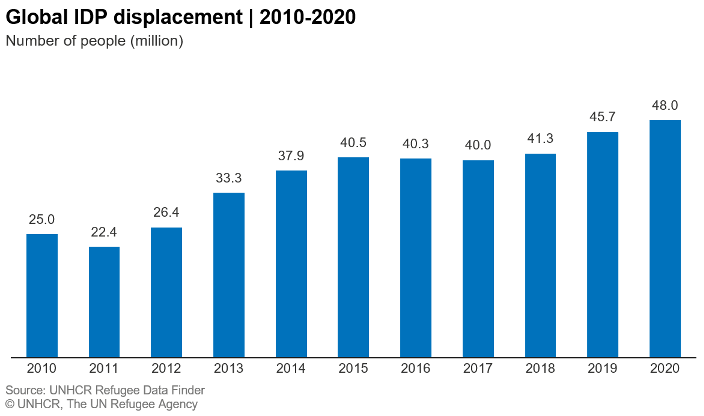 Global IDP displacement | 2010-2020
Number of people (million)
25.0
22.4
26.4
33.3
37.9
40.5
40.3
40.0
41.3
45.7
48.0
2010 2011 2012 2013 2014 2015 2016 2017 2018 2019 2020
Source: UNHCR Refugee Data Finder
© UNHCR, The UN Refugee Agency